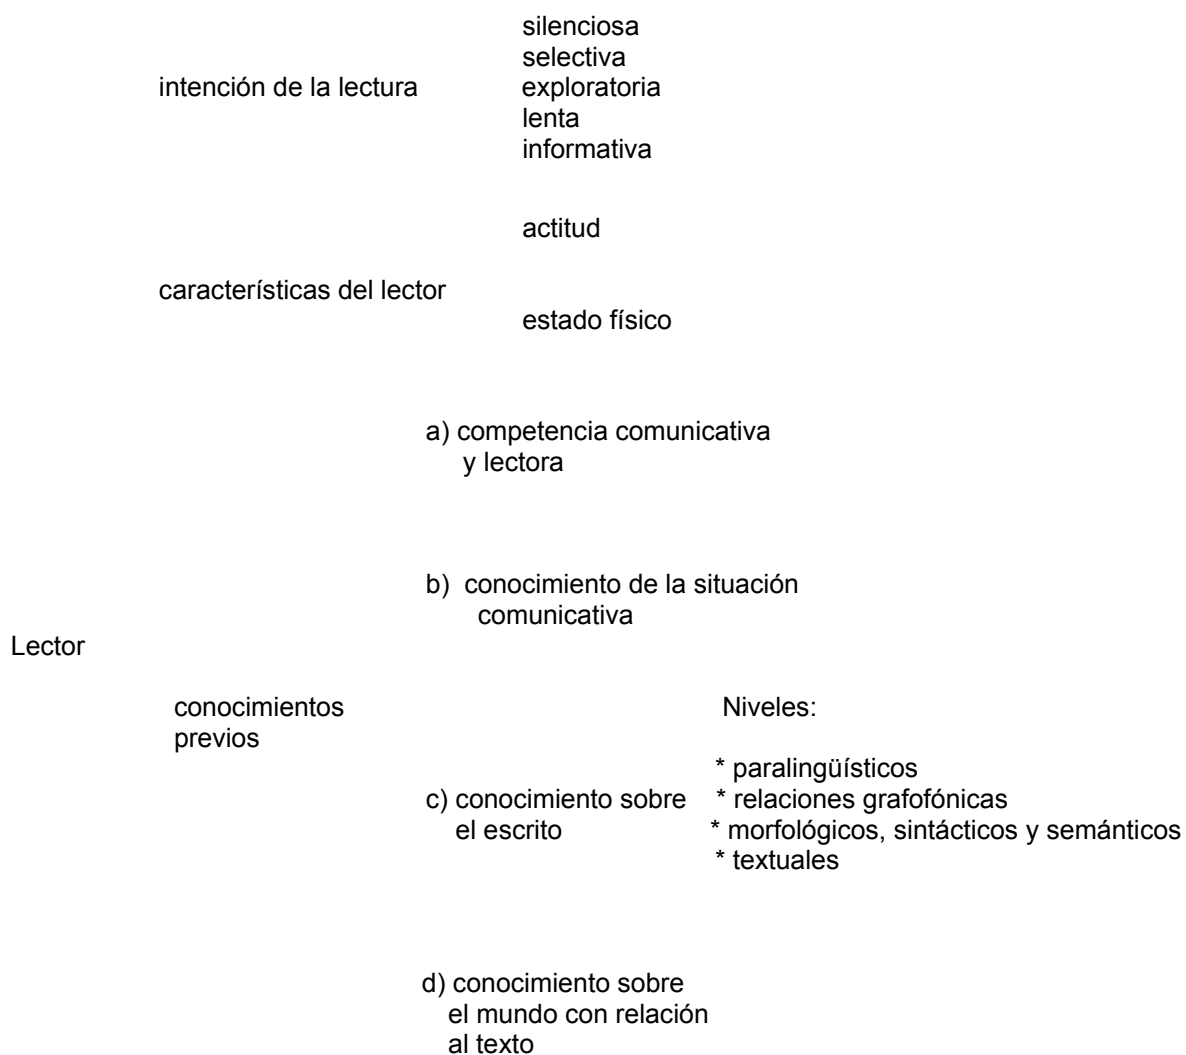 silenciosa
selectiva
intención de la lectura exploratoria
lenta
informativa
actitud
características del lector
estado físico
a) competencia comunicativa
y lectora
b) conocimiento de la situación
comunicativa
Lector
conocimientos Niveles:
previos
* paralingüísticos
c) conocimiento sobre * relaciones grafofónicas
el escrito * morfológicos, sintácticos y semánticos
* textuales
d) conocimiento sobre
el mundo con relación
al texto